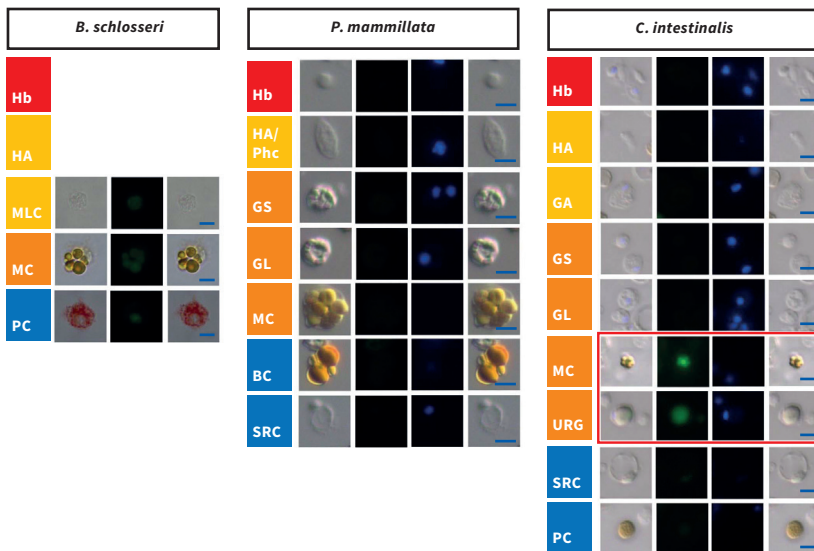 B. schlosseri
Hb
HA
MLC
MC
PC
P. mammillata
Hb
HA/
Phc
GS
GL
MC
BC
SRC
C. intestinalis
Hb
HA
GA
GS
GL
MC
URG
SRC
PC